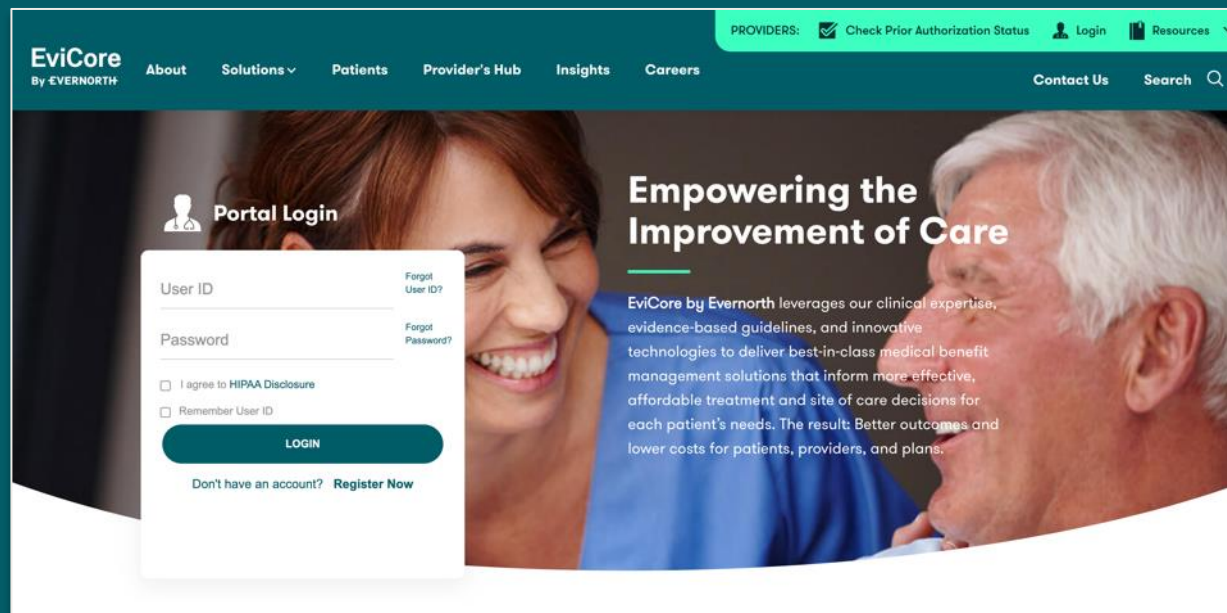 PROVIDERS: Check Prior Authorization Status Login Resources
EviCore
By EVERNORTH
About Solutions Patients Provider's Hub Insights Careers
Contact Us Search
Portal Login
User ID
Forgot
User ID?
Password
Forgot
Password?
I agree to HIPAA Disclosure
Remember User ID
LOGIN
Don't have an account? Register Now
Empowering the
Improvement of Care
EviCore by Evernorth leverages our clinical expertise,
evidence-based guidelines, and innovative
technologies to deliver best-in-class medical benefit
management solutions that inform more effective,
affordable treatment and site of care decisions for
each patient's needs. The result: Better outcomes and
lower costs for patients, providers, and plans.